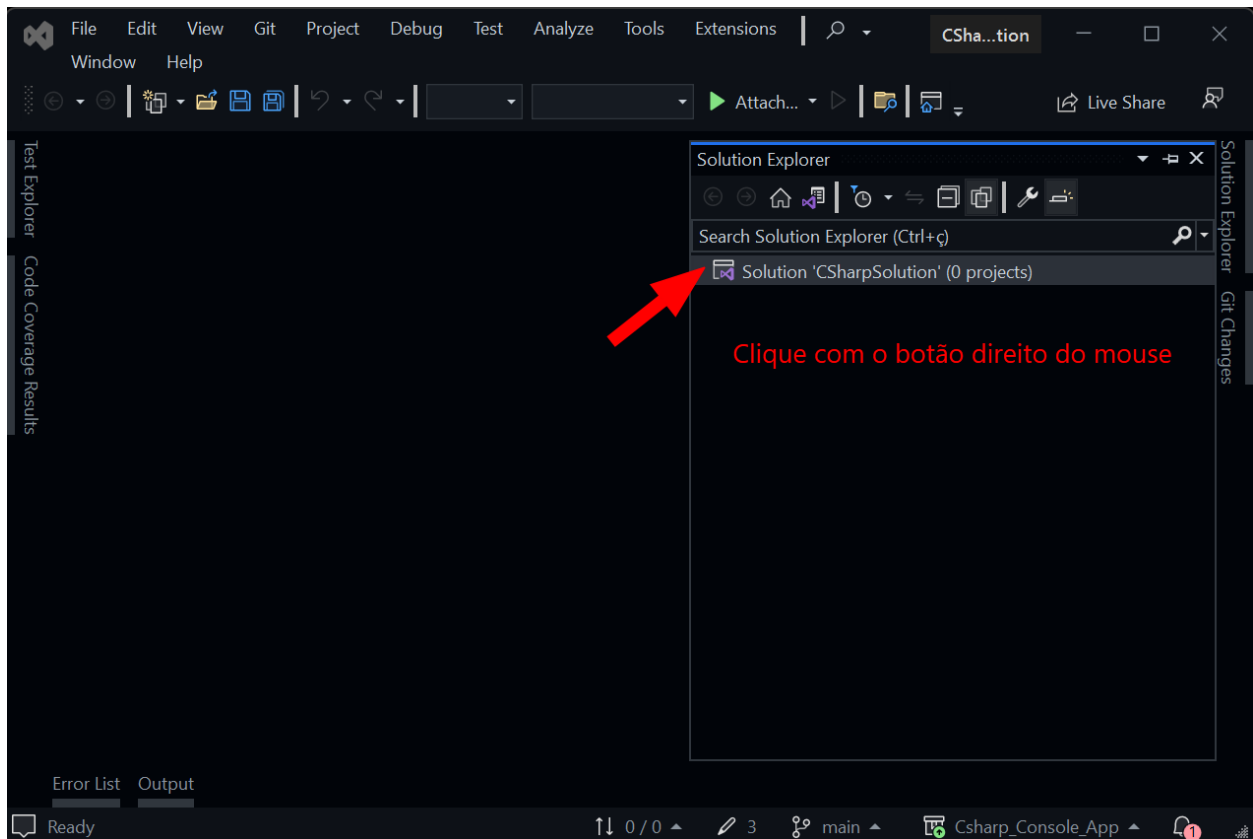 File Edit View Git Project Debug Test Analyze Tools Extensions CSha...tion
Window Help
Attach... Live Share
Test Explorer
Code Coverage Results
Solution Explorer
Search Solution Explorer (Ctrl+ç)
Solution 'CSharpSolution' (0 projects)
Clique com o botão direito do mouse
Solution Explorer
Git Changes
Error List Output
Ready 0 / 0 3 main Csharp_Console_App 1